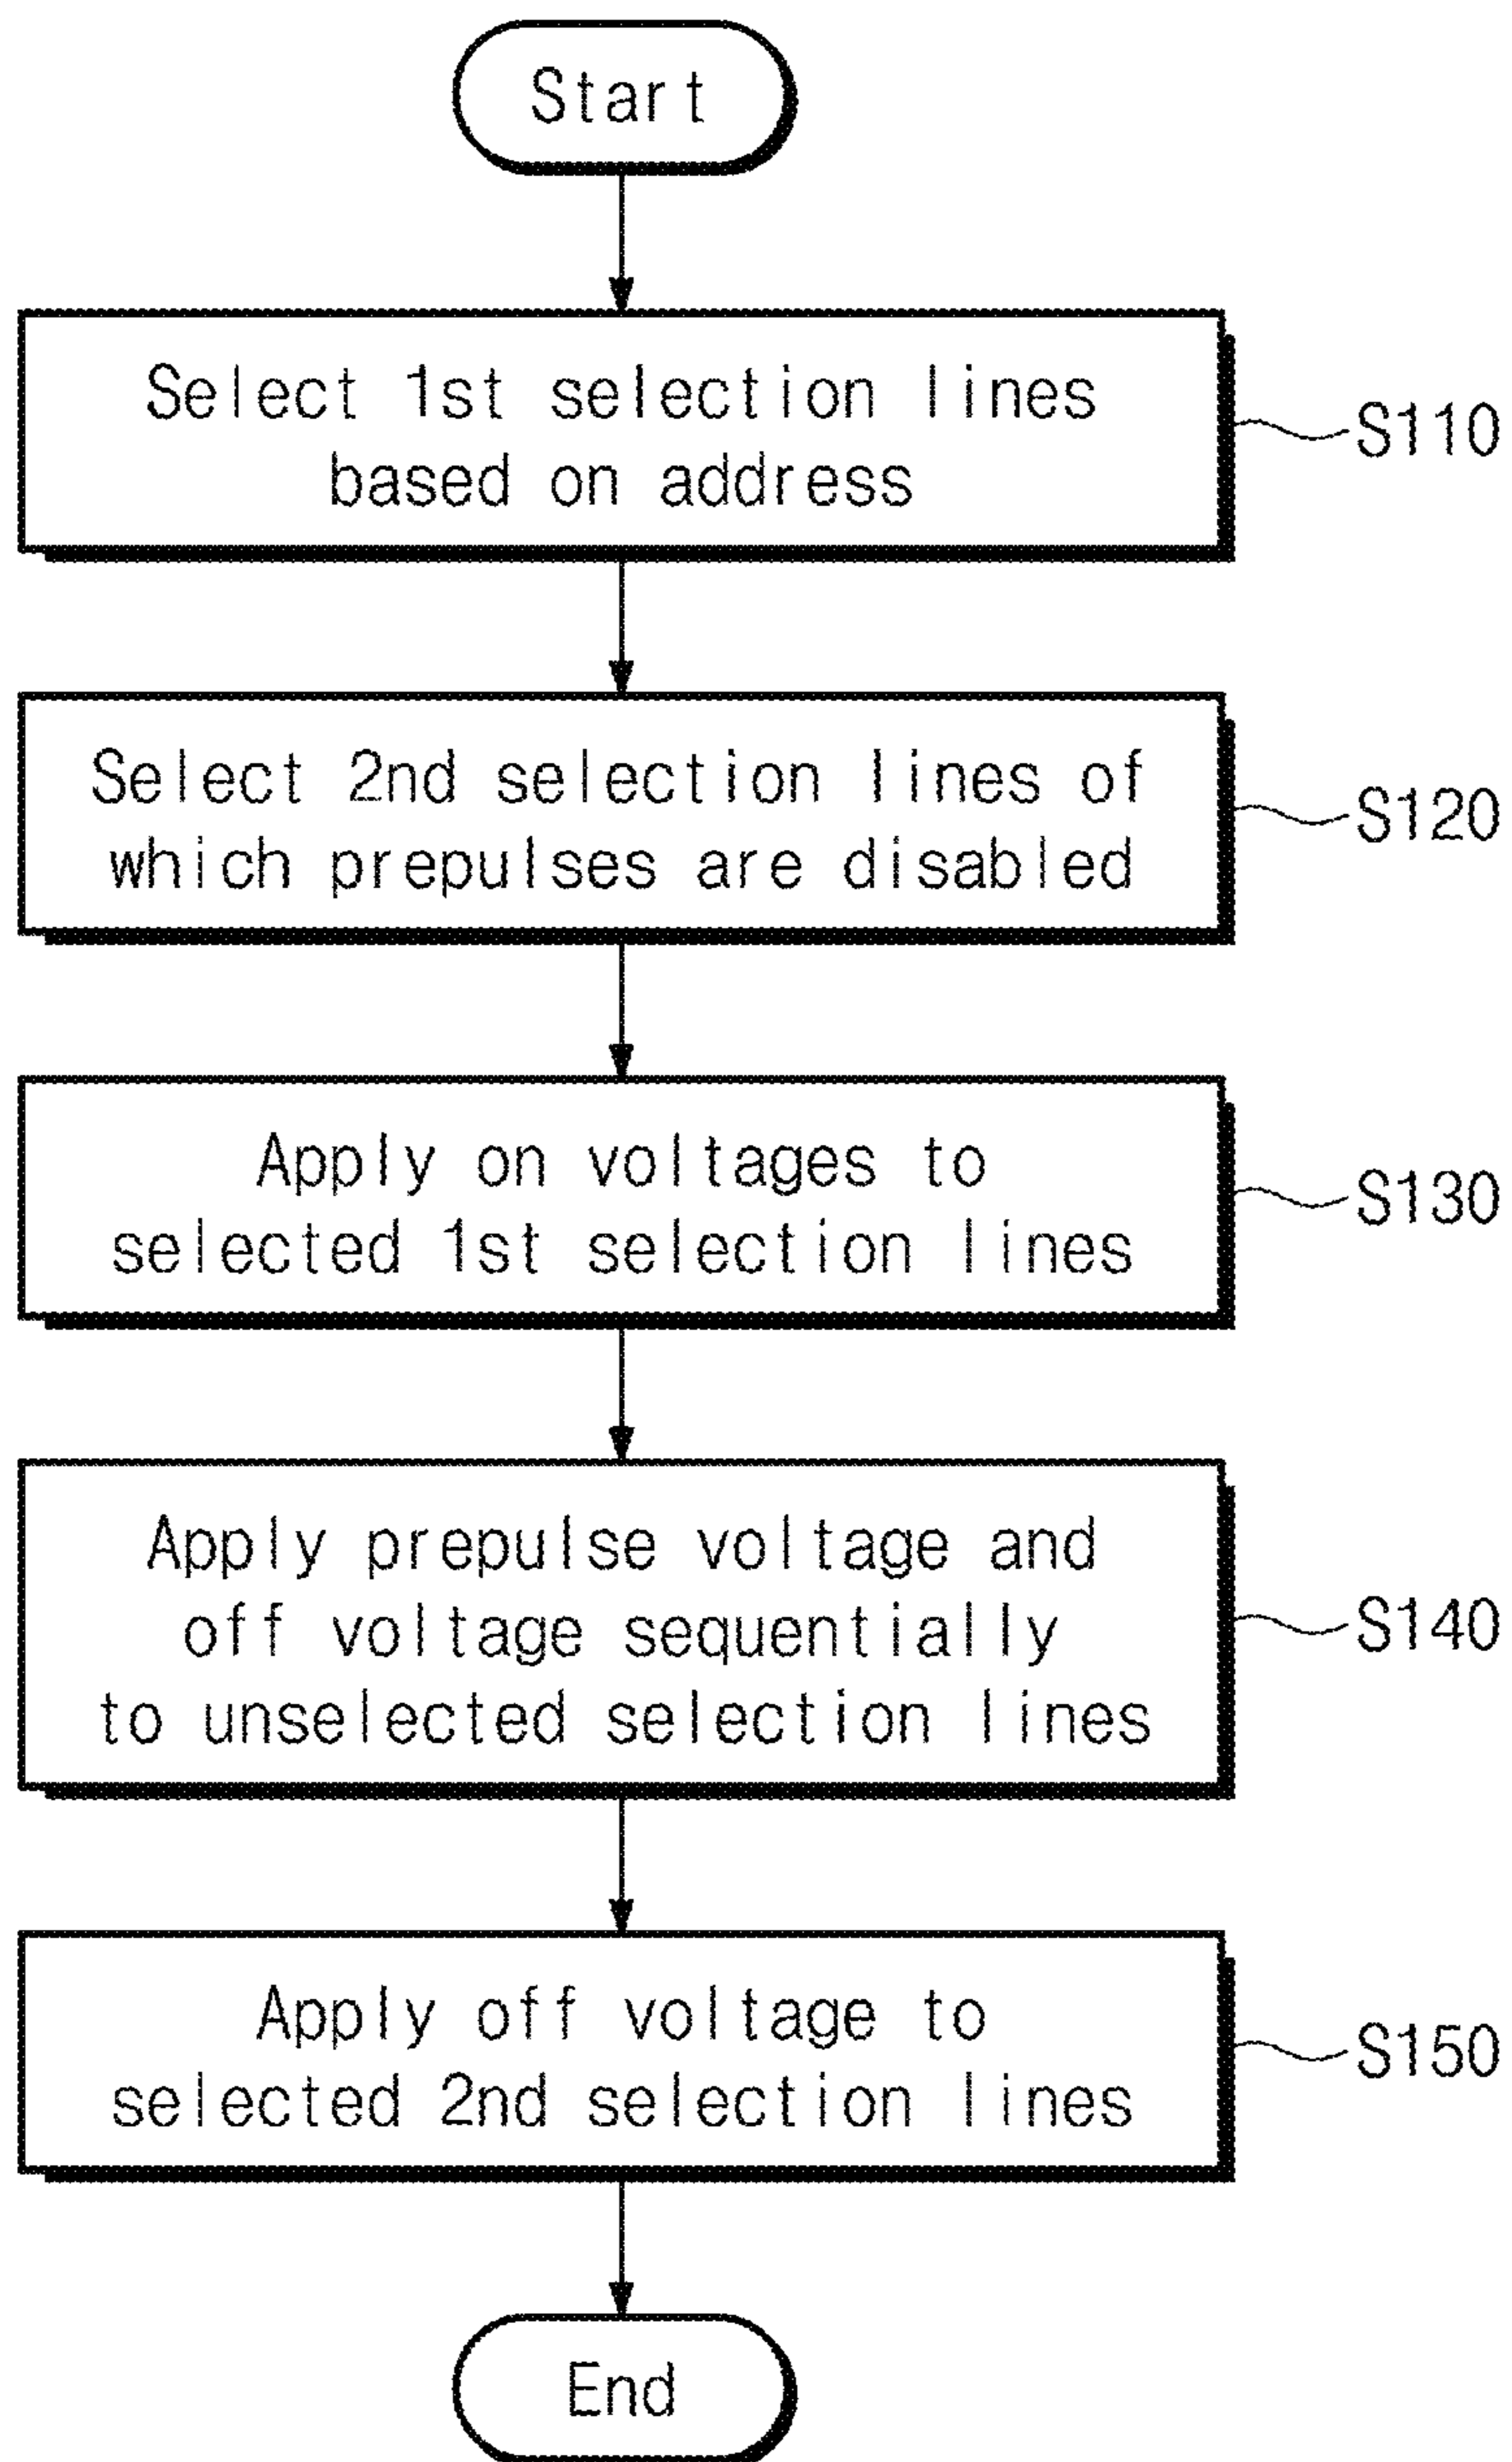 Start
Select 1st selection lines
based on address
S110
Select 2nd selection lines of
which prepulses are disabled
S120
Apply on voltages to
selected 1st selection lines
S130
Apply prepulse voltage and
off voltage sequentially
to unselected selection lines
S140
Apply off voltage to
selected 2nd selection lines
S150
End